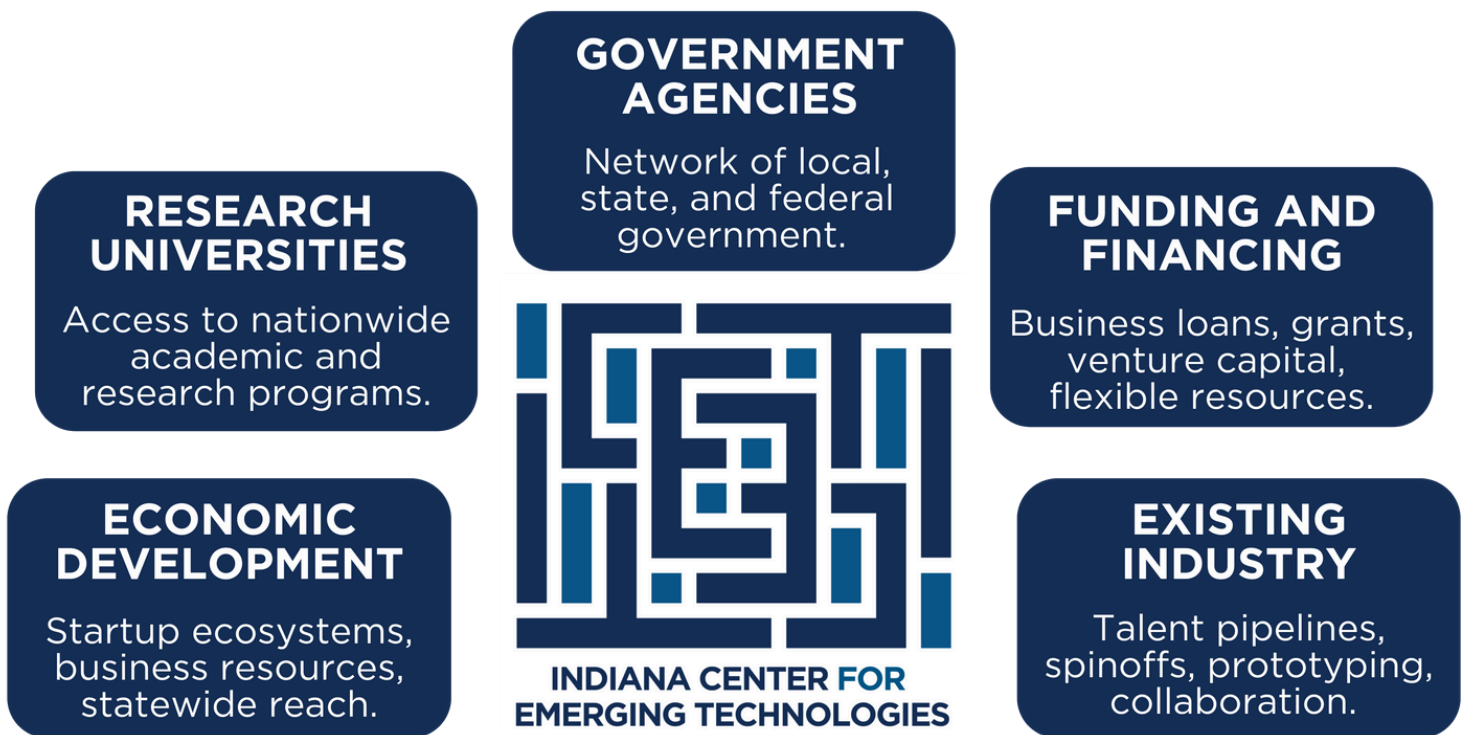 GOVERNMENT
AGENCIES
Network of local,
state, and federal
government.
RESEARCH
UNIVERSITIES
Access to nationwide
academic and
research programs.
FUNDING AND
FINANCING
Business loans, grants,
venture capital,
flexible resources.
ECONOMIC
DEVELOPMENT
Startup ecosystems,
business resources,
statewide reach.
EXISTING
INDUSTRY
Talent pipelines,
spinoffs, prototyping,
collaboration.
INDIANA CENTER FOR
EMERGING TECHNOLOGIES